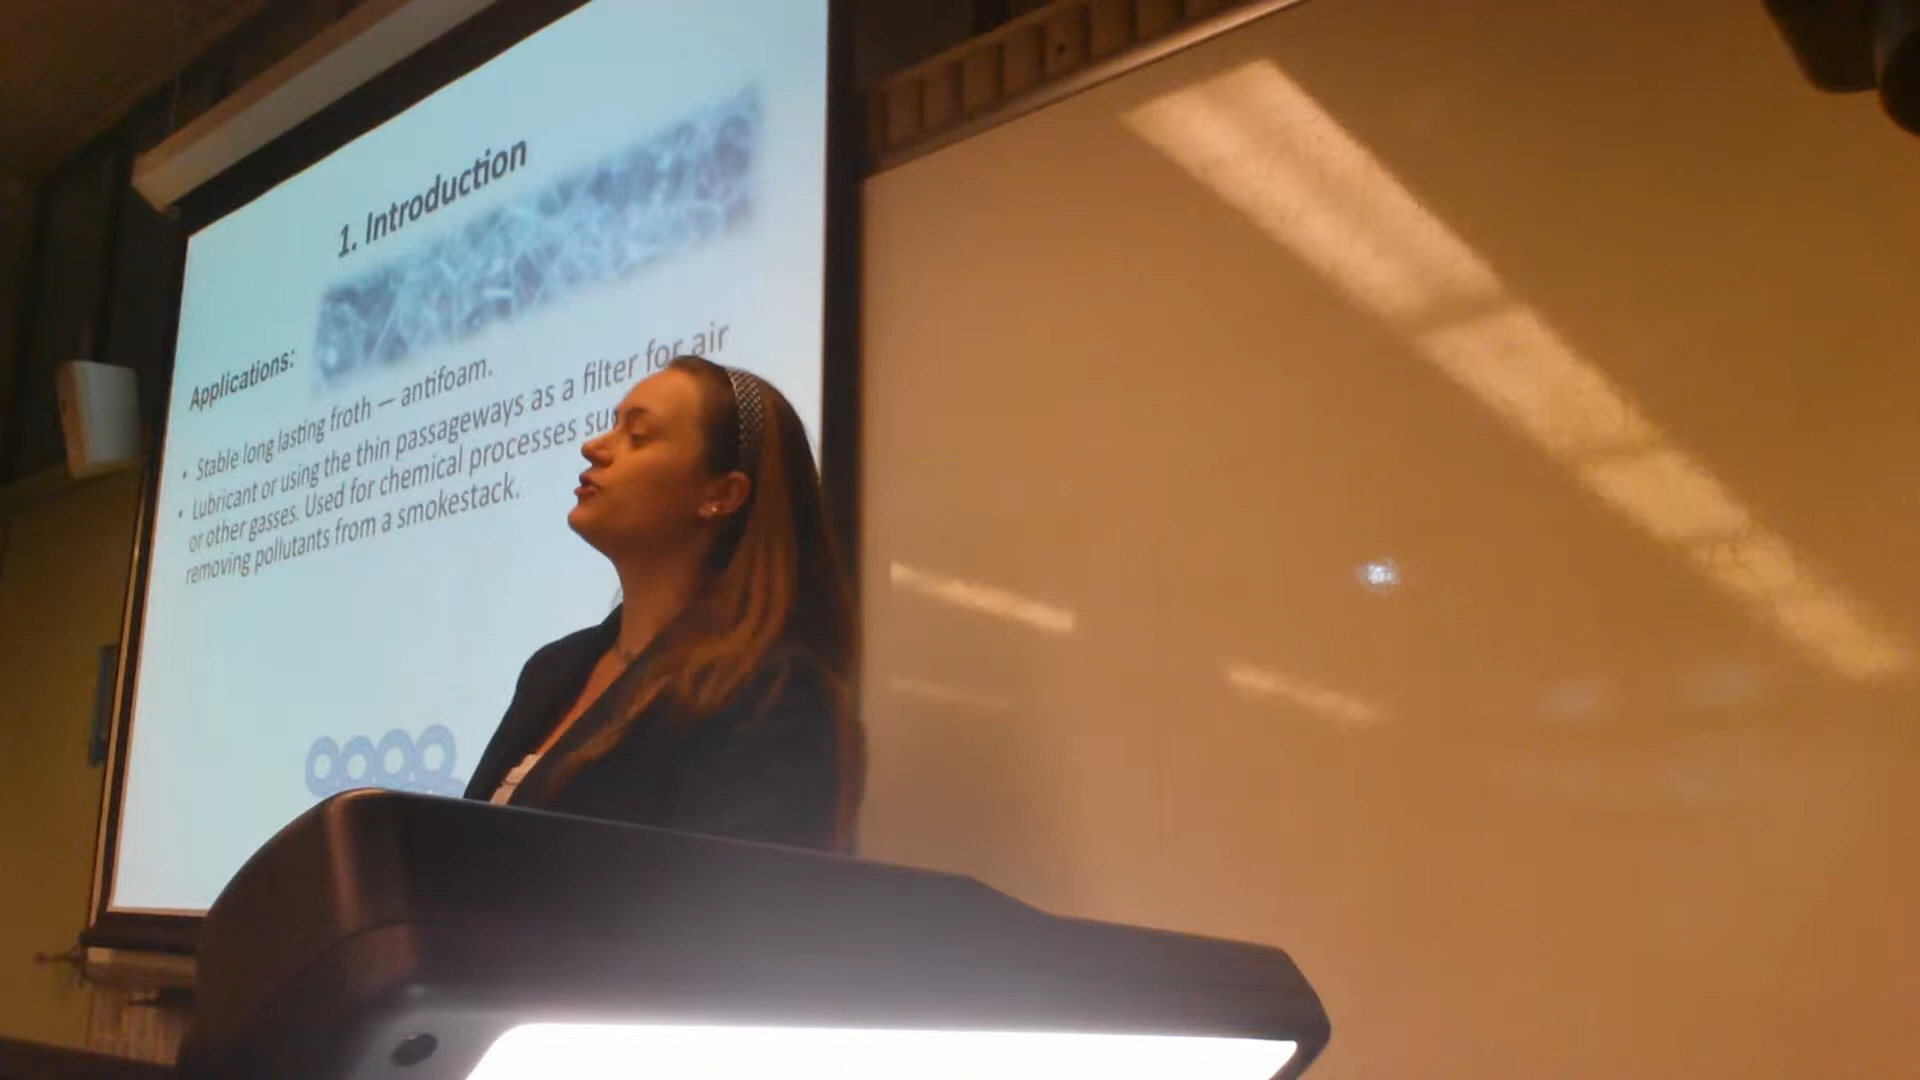 1. Introduction
Applications:
• Stable long lasting froth — antifoam.
• Lubricant or using the thin passageways as a filter for air
or other gasses. Used for chemical processes
removing pollutants from a smokestack.